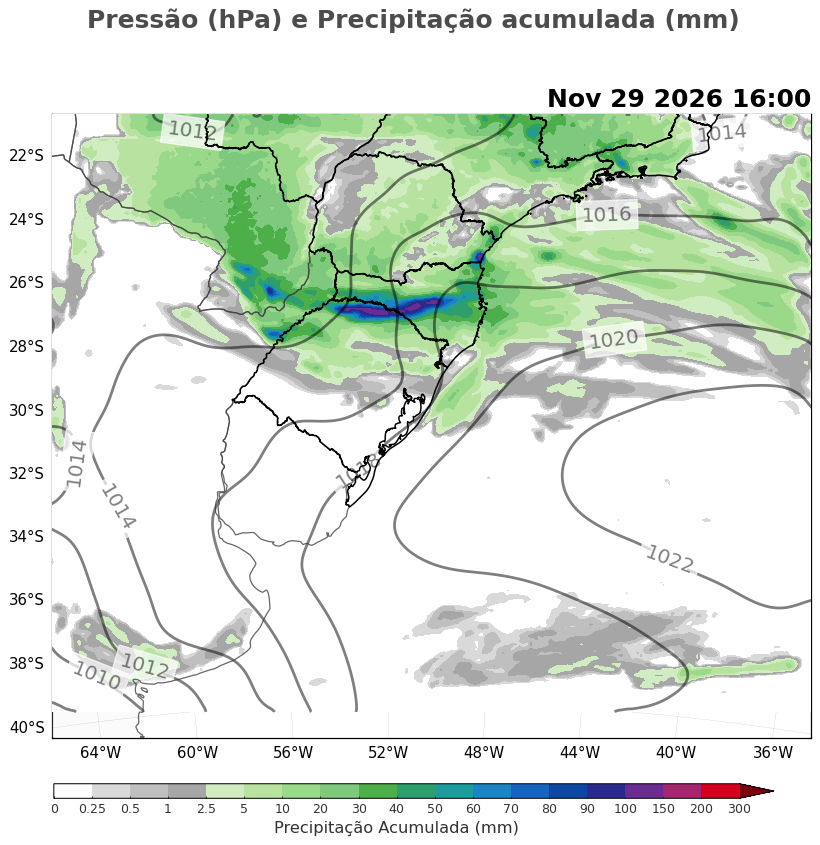 Pressão (hPa) e Precipitação acumulada (mm)
Nov 29 2026 16:00
1012
1014
22°S
24°S
1016
26°S
28°S
1020
30°S
1014
32°S
1018
1014
34°S
1022
36°S
1012
38°S
1010
40°S
64°W 60°W 56°W 52°W 48°W 44°W 40°W 36°W
0 0.25 0.5 1 2.5 5 10 20 30 40 50 60 70 80 90 100 150 200 300
Precipitação Acumulada (mm)